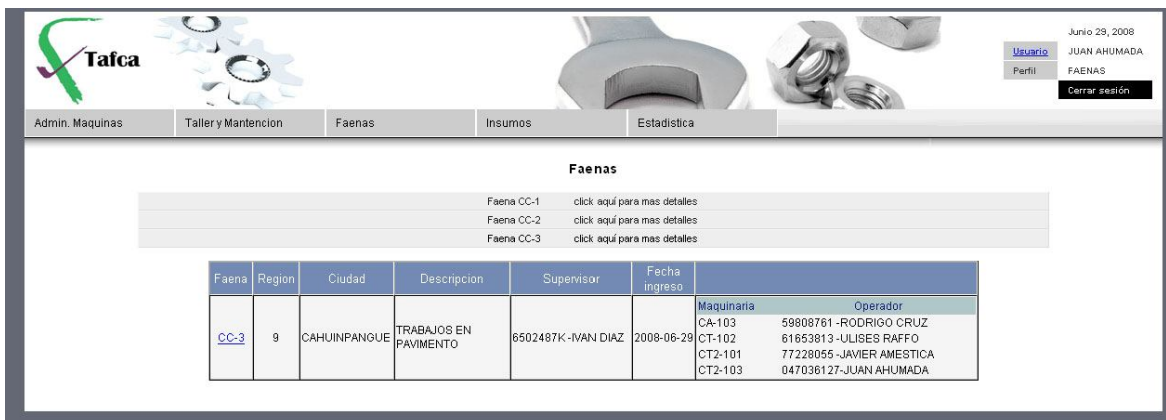 Tafca
Junio 29, 2008
Usuario JUAN AHUMADA
Perfil FAENAS
Cerrar sesión
Admin. Maquinas Taller y Mantencion Faenas Insumos Estadistica
Faenas
Faena CC-1 click aquí para mas detalles
Faena CC-2 click aquí para mas detalles
Faena CC-3 click aquí para mas detalles
Faena Region Ciudad Descripcion Supervisor Fecha ingreso
Maquinaria Operador
CC-3 9 CAHUINPANGUE TRABAJOS EN PAVIMENTO 6502487K-IVAN DIAZ 2008-06-29
CA-103 59808761 -RODRIGO CRUZ
CT-102 61653813 -ULISES RAFFO
CT2-101 77228055 -JAVIER AMESTICA
CT2-103 047036127-JUAN AHUMADA